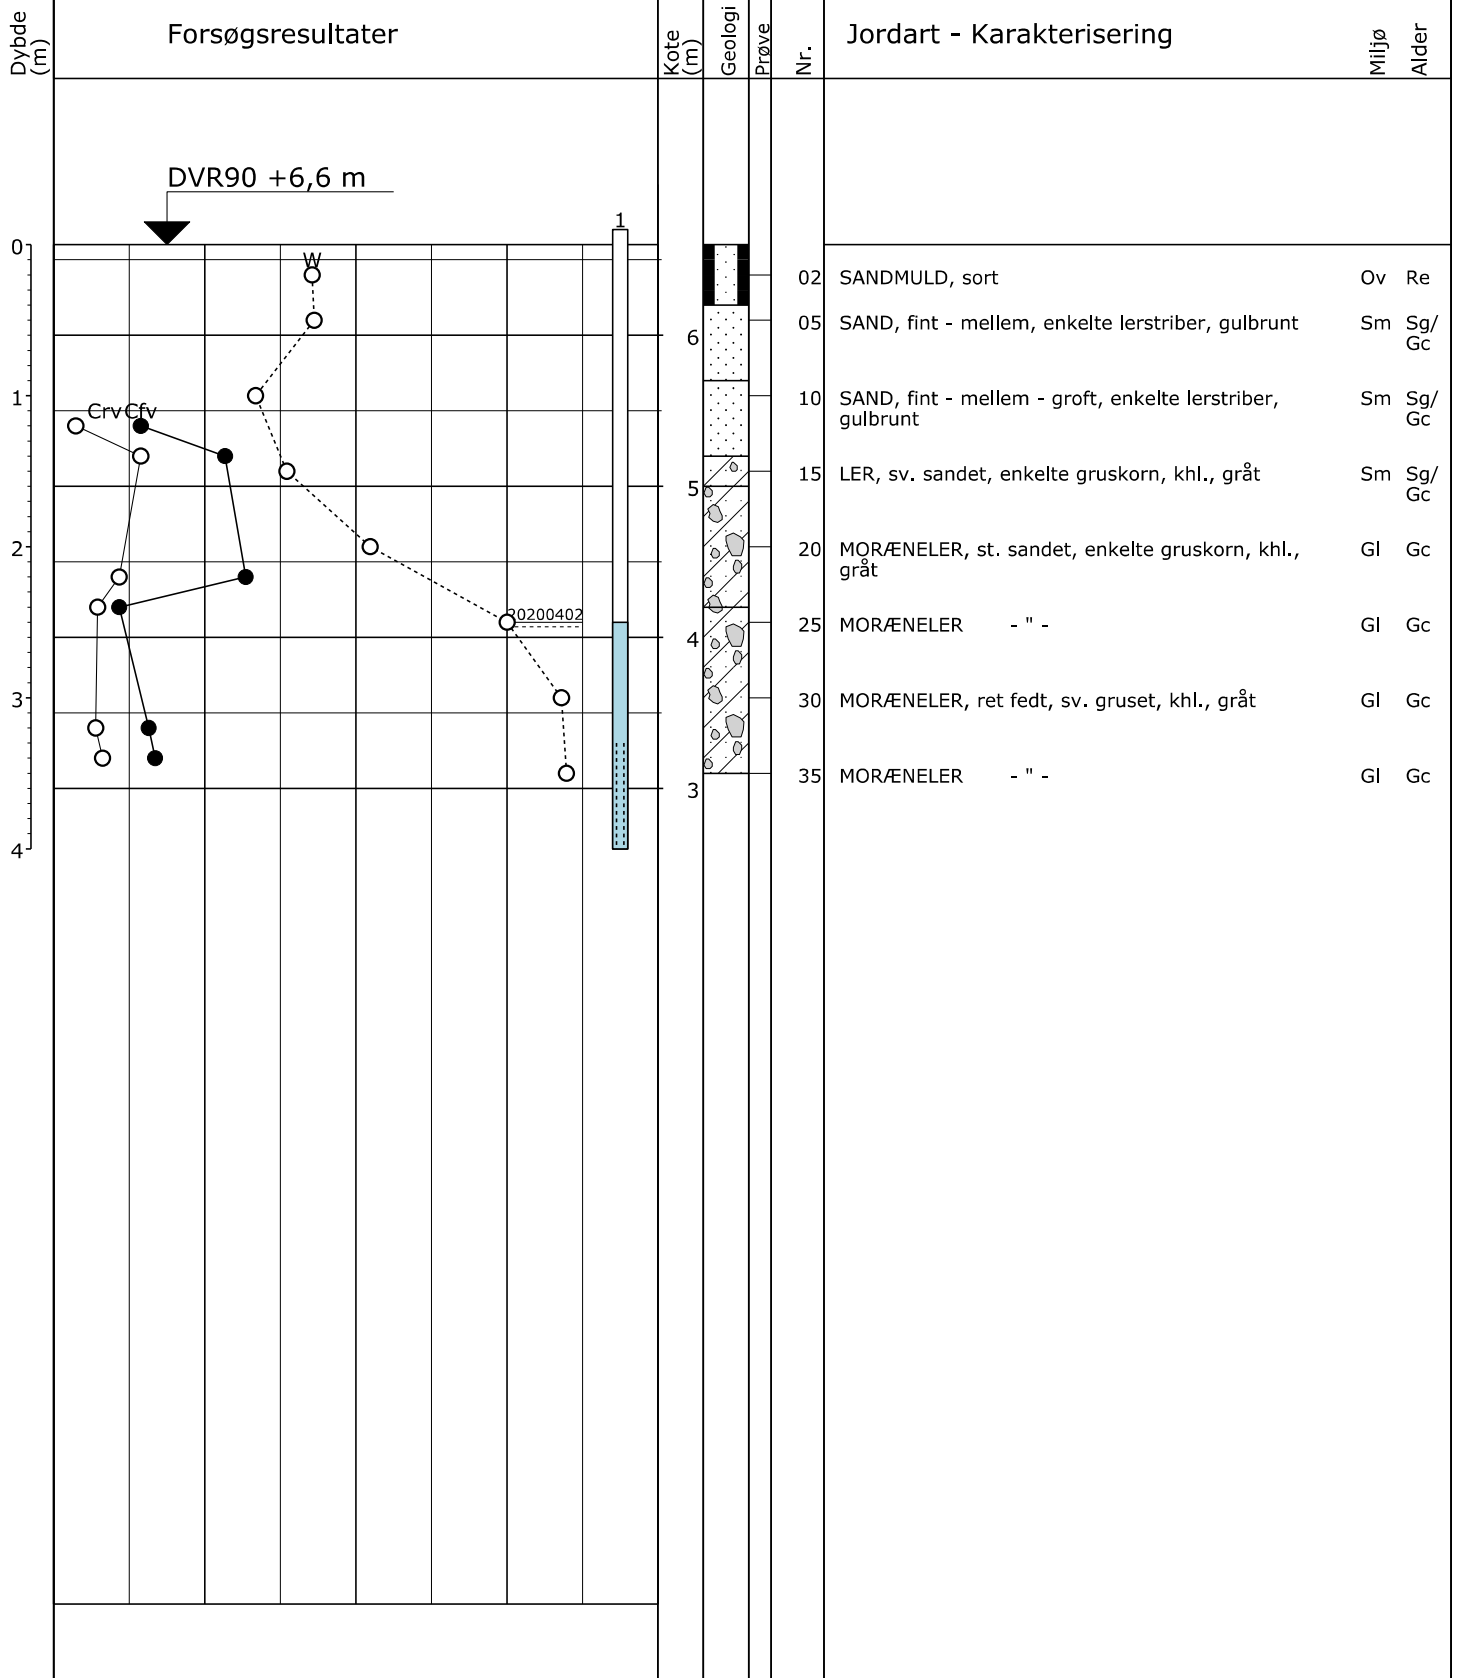 Dybde
(m)
Forsøgsresultater
Kote
(m)
Geologi
Prøve
Nr.
Jordart - Karakterisering
Miljø
Alder
DVR90 +6,6 m
1
0
W
02 SANDMULD, sort Ov Re
05 SAND, fint - mellem, enkelte lerstriber, gulbrunt Sm Sg/
Gc
6
1
10 SAND, fint - mellem - groft, enkelte lerstriber, Sm Sg/
gulbrunt Gc
Crv Cfv
15 LER, sv. sandet, enkelte gruskorn, khl., gråt Sm Sg/
Gc
5
2
20 MORÆNELER, st. sandet, enkelte gruskorn, khl., Gl Gc
gråt
20200402
25 MORÆNELER - " - Gl Gc
4
3
30 MORÆNELER, ret fedt, sv. gruset, khl., gråt Gl Gc
35 MORÆNELER - " - Gl Gc
3
4